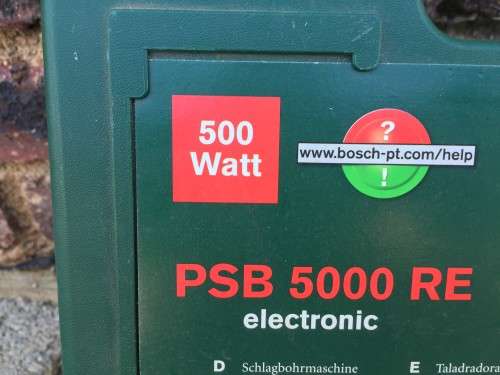 500
Watt
?
www.bosch-pt.com/help
!
PSB 5000 RE
electronic
D Schlagbohrmaschine E Taladradora